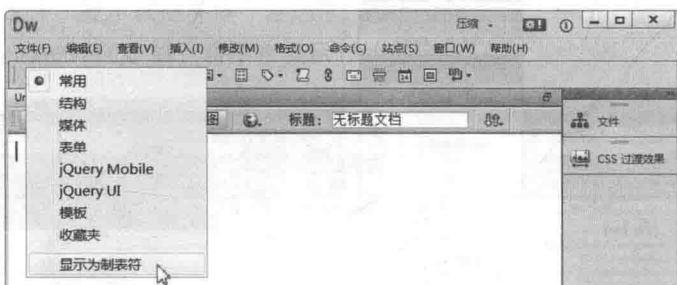 Dw 压缩
文件(F) 编辑(E) 查看(V) 插入(I) 修改(M) 格式(O) 命令(C) 站点(S) 窗口(W) 帮助(H)
常用
结构
媒体
表单
jQuery Mobile
jQuery UI
模板
收藏夹
显示为制表符
标题: 无标题文档
文件
CSS 过渡效果